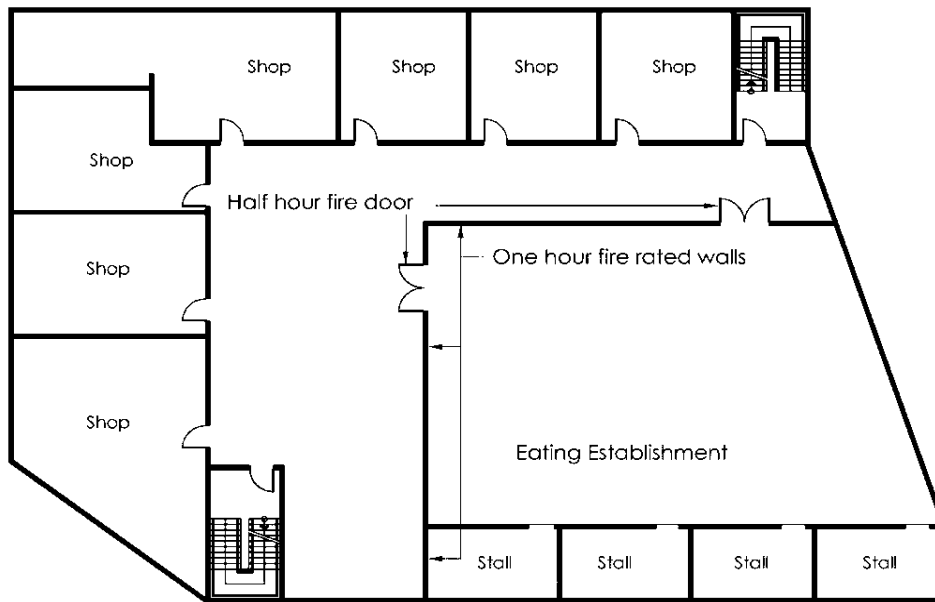 Shop
Shop
Shop
Shop
Shop
Half hour fire door
One hour fire rated walls
Shop
Shop
Eating Establishment
Stall
Stall
Stall
Stall